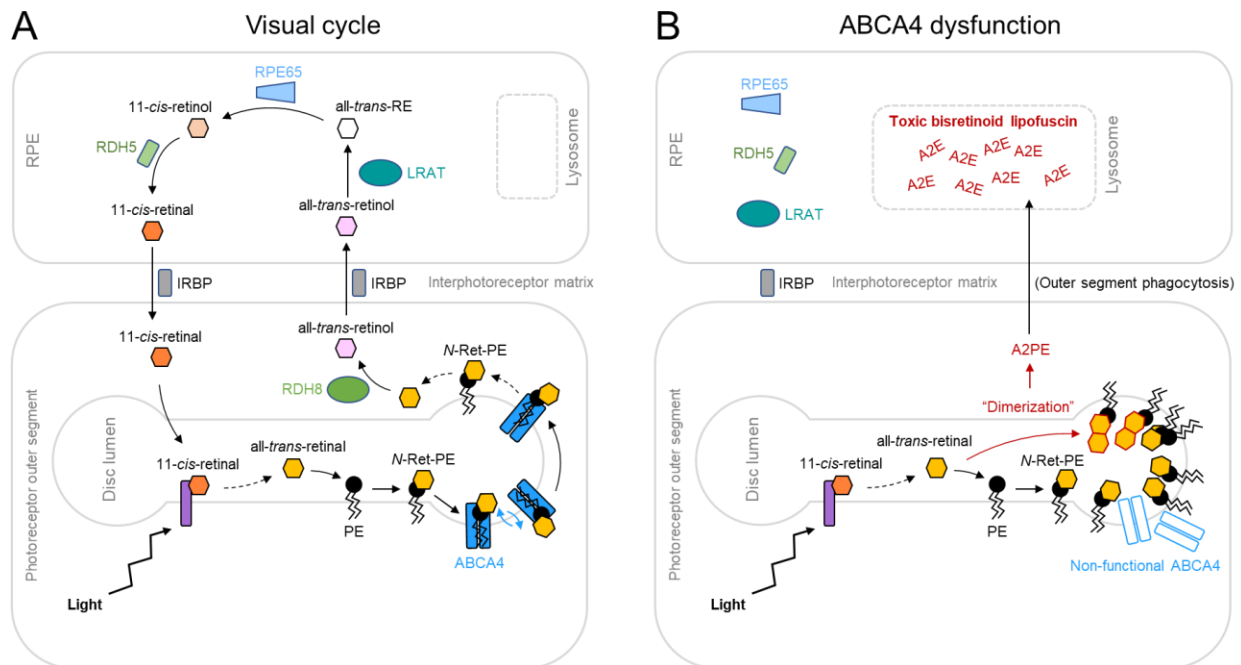 A
Visual cycle
RPE
RPE65
11-cis-retinol
all-trans-RE
RDH5
LRAT
Lysosome
11-cis-retinal
all-trans-retinol
IRBP
IRBP
Interphotoreceptor matrix
Photoreceptor outer segment
11-cis-retinal
all-trans-retinol
N-Ret-PE
RDH8
Disc lumen
all-trans-retinal
11-cis-retinal
N-Ret-PE
PE
ABCA4
Light
B
ABCA4 dysfunction
RPE
RPE65
RDH5
LRAT
Toxic bisretinoid lipofuscin
A2E
A2E
A2E
A2E
A2E
A2E
A2E
A2E
Lysosome
IRBP
Interphotoreceptor matrix
(Outer segment phagocytosis)
Photoreceptor outer segment
A2PE
"Dimerization"
Disc lumen
all-trans-retinal
11-cis-retinal
N-Ret-PE
PE
Non-functional ABCA4
Light